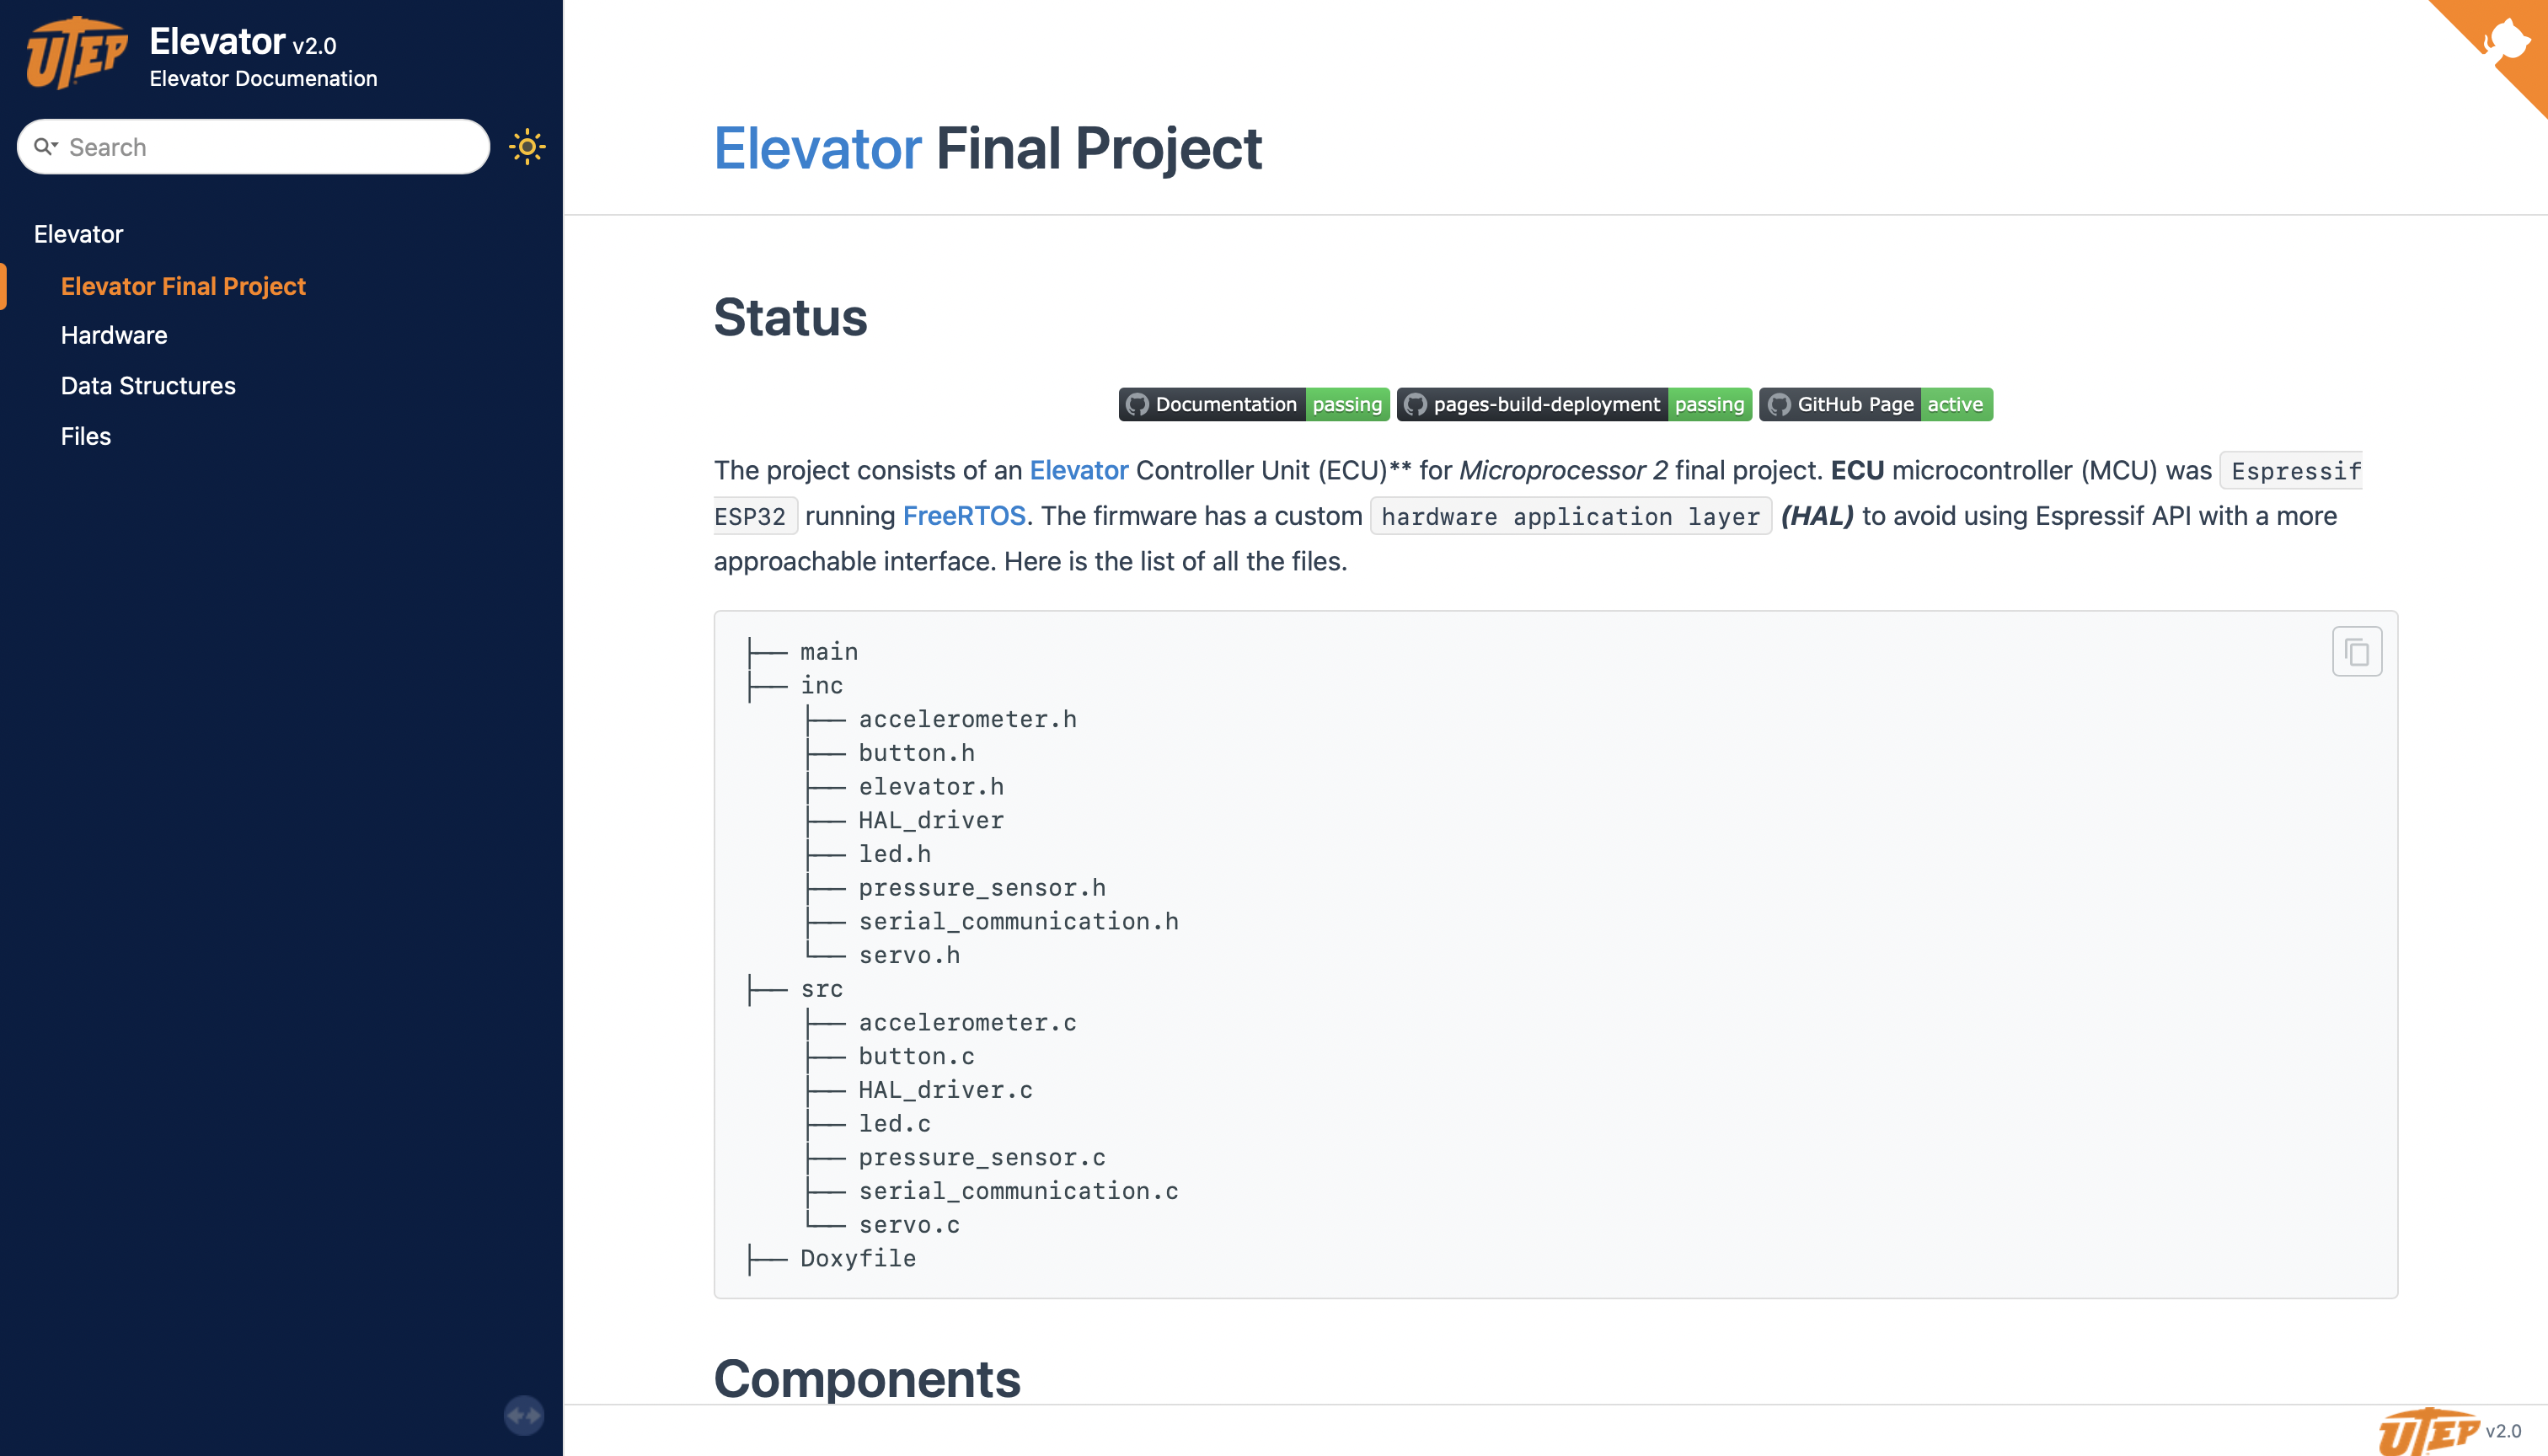 UTEP
Elevator v2.0
Elevator Documenation
Search
Elevator
Elevator Final Project
Hardware
Data Structures
Files
Elevator Final Project
Status
Documentation passing pages-build-deployment passing GitHub Page active
The project consists of an Elevator Controller Unit (ECU)** for Microprocessor 2 final project. ECU microcontroller (MCU) was Espressif
ESP32 running FreeRTOS. The firmware has a custom hardware application layer (HAL) to avoid using Espressif API with a more
approachable interface. Here is the list of all the files.
├── main
├── inc
    ├── accelerometer.h
    ├── button.h
    ├── elevator.h
    ├── HAL_driver
    ├── led.h
    ├── pressure_sensor.h
    ├── serial_communication.h
    └── servo.h
├── src
    ├── accelerometer.c
    ├── button.c
    ├── HAL_driver.c
    ├── led.c
    ├── pressure_sensor.c
    ├── serial_communication.c
    └── servo.c
├── Doxyfile
Components
UTEP v2.0